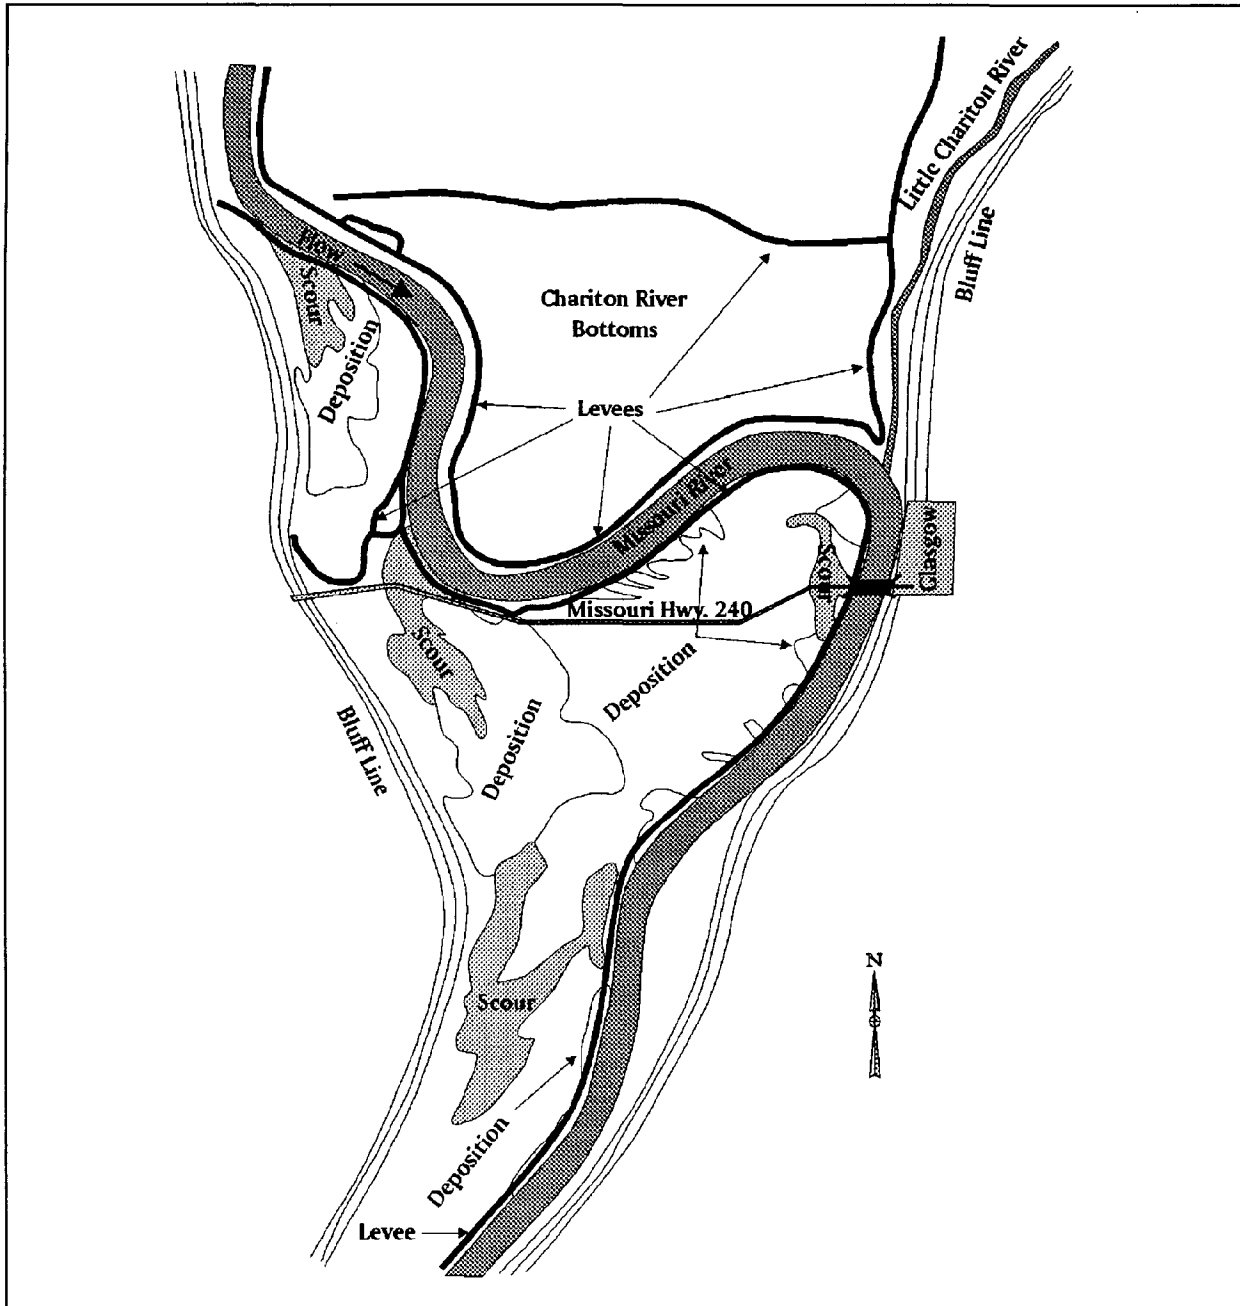 Little Chariton River
Bluff Line
Flow
Scour
Chariton River
Bottoms
Deposition
Levees
Missouri River
Glasgow
Scour
Missouri Hwy. 240
Scour
Deposition
Deposition
Bluff Line
N
Scour
Deposition
Levee